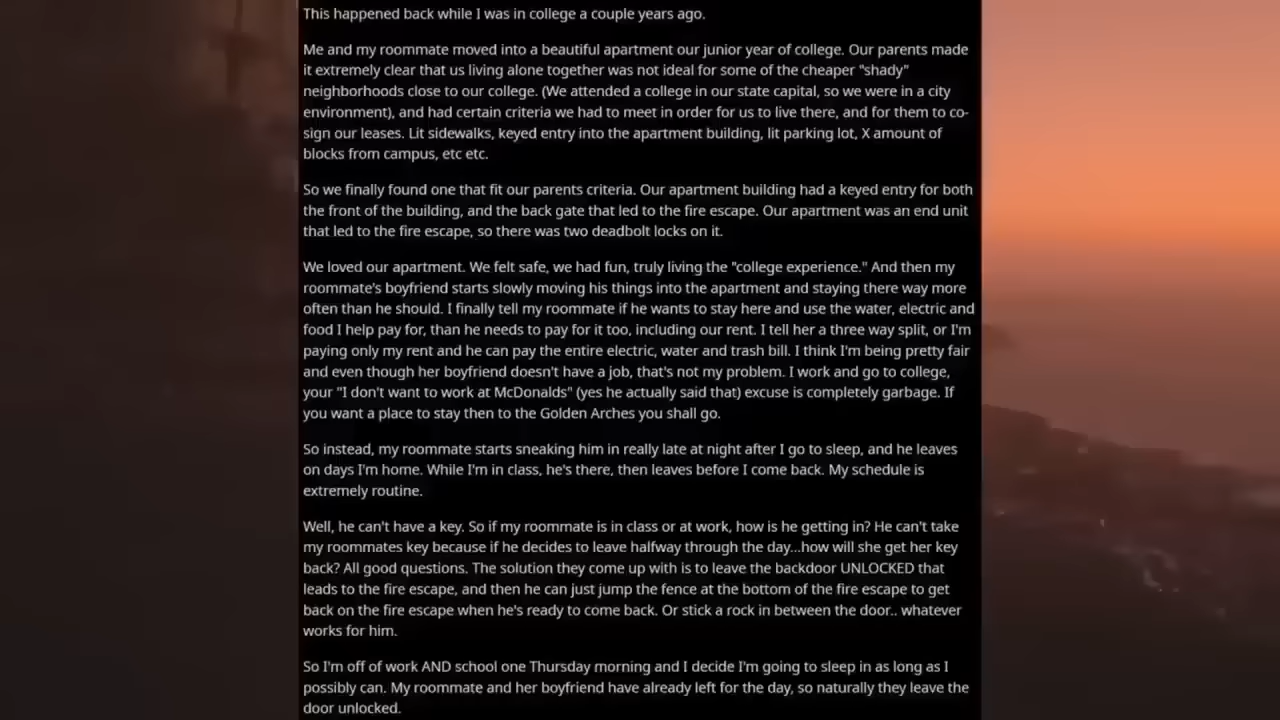 This happened back while I was in college a couple years ago.
Me and my roommate moved into a beautiful apartment our junior year of college. Our parents made
it extremely clear that us living alone together was not ideal for some of the cheaper "shady"
neighborhoods close to our college. (We attended a college in our state capital, so we were in a city
environment), and had certain criteria we had to meet in order for us to live there, and for them to co-
sign our leases. Lit sidewalks, keyed entry into the apartment building, lit parking lot, X amount of
blocks from campus, etc etc.
So we finally found one that fit our parents criteria. Our apartment building had a keyed entry for both
the front of the building, and the back gate that led to the fire escape. Our apartment was an end unit
that led to the fire escape, so there was two deadbolt locks on it.
We loved our apartment. We felt safe, we had fun, truly living the "college experience." And then my
roommate's boyfriend starts slowly moving his things into the apartment and staying there way more
often than he should. I finally tell my roommate if he wants to stay here and use the water, electric and
food I help pay for, than he needs to pay for it too, including our rent. I tell her a three way split, or I'm
paying only my rent and he can pay the entire electric, water and trash bill. I think I'm being pretty fair
and even though her boyfriend doesn't have a job, that's not my problem. I work and go to college,
your "I don't want to work at McDonalds" (yes he actually said that) excuse is completely garbage. If
you want a place to stay then to the Golden Arches you shall go.
So instead, my roommate starts sneaking him in really late at night after I go to sleep, and he leaves
on days I'm home. While I'm in class, he's there, then leaves before I come back. My schedule is
extremely routine.
Well, he can't have a key. So if my roommate is in class or at work, how is he getting in? He can't take
my roommates key because if he decides to leave halfway through the day...how will she get her key
back? All good questions. The solution they come up with is to leave the backdoor UNLOCKED that
leads to the fire escape, and then he can just jump the fence at the bottom of the fire escape to get
back on the fire escape when he's ready to come back. Or stick a rock in between the door.. whatever
works for him.
So I'm off of work AND school one Thursday morning and I decide I'm going to sleep in as long as I
possibly can. My roommate and her boyfriend have already left for the day, so naturally they leave the
door unlocked.